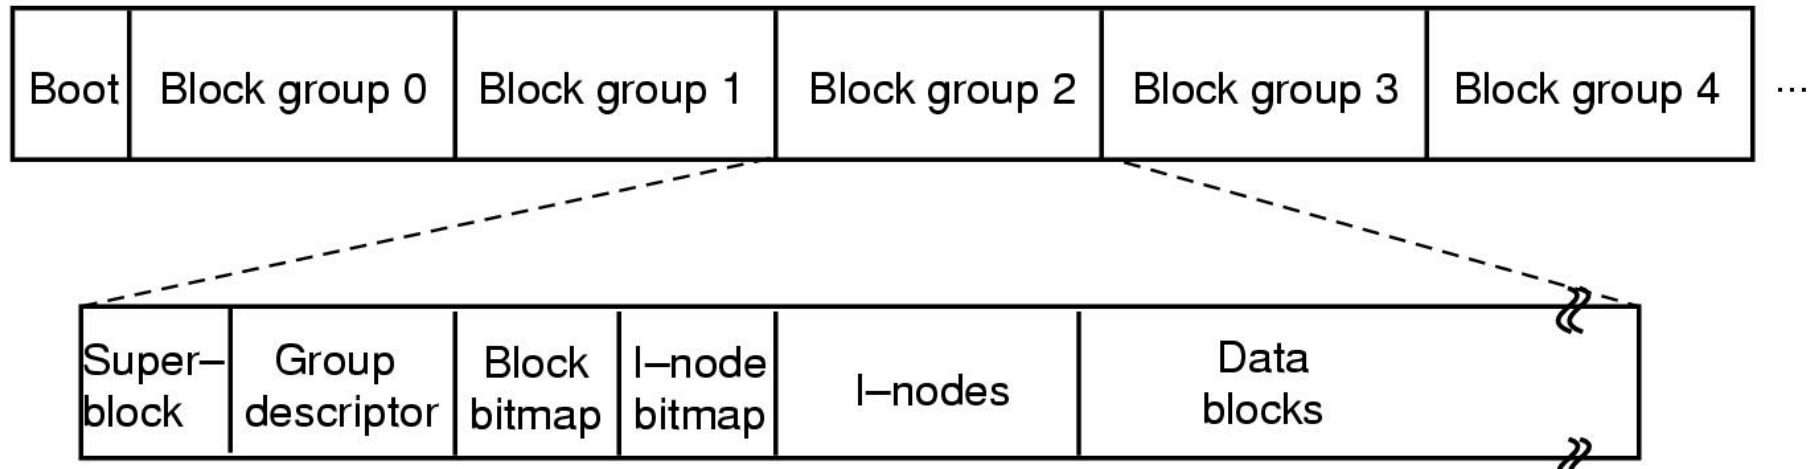 Boot Block group 0 Block group 1 Block group 2 Block group 3 Block group 4 ...
Super–
block
Group
descriptor
Block
bitmap
I–node
bitmap
I–nodes
Data
blocks